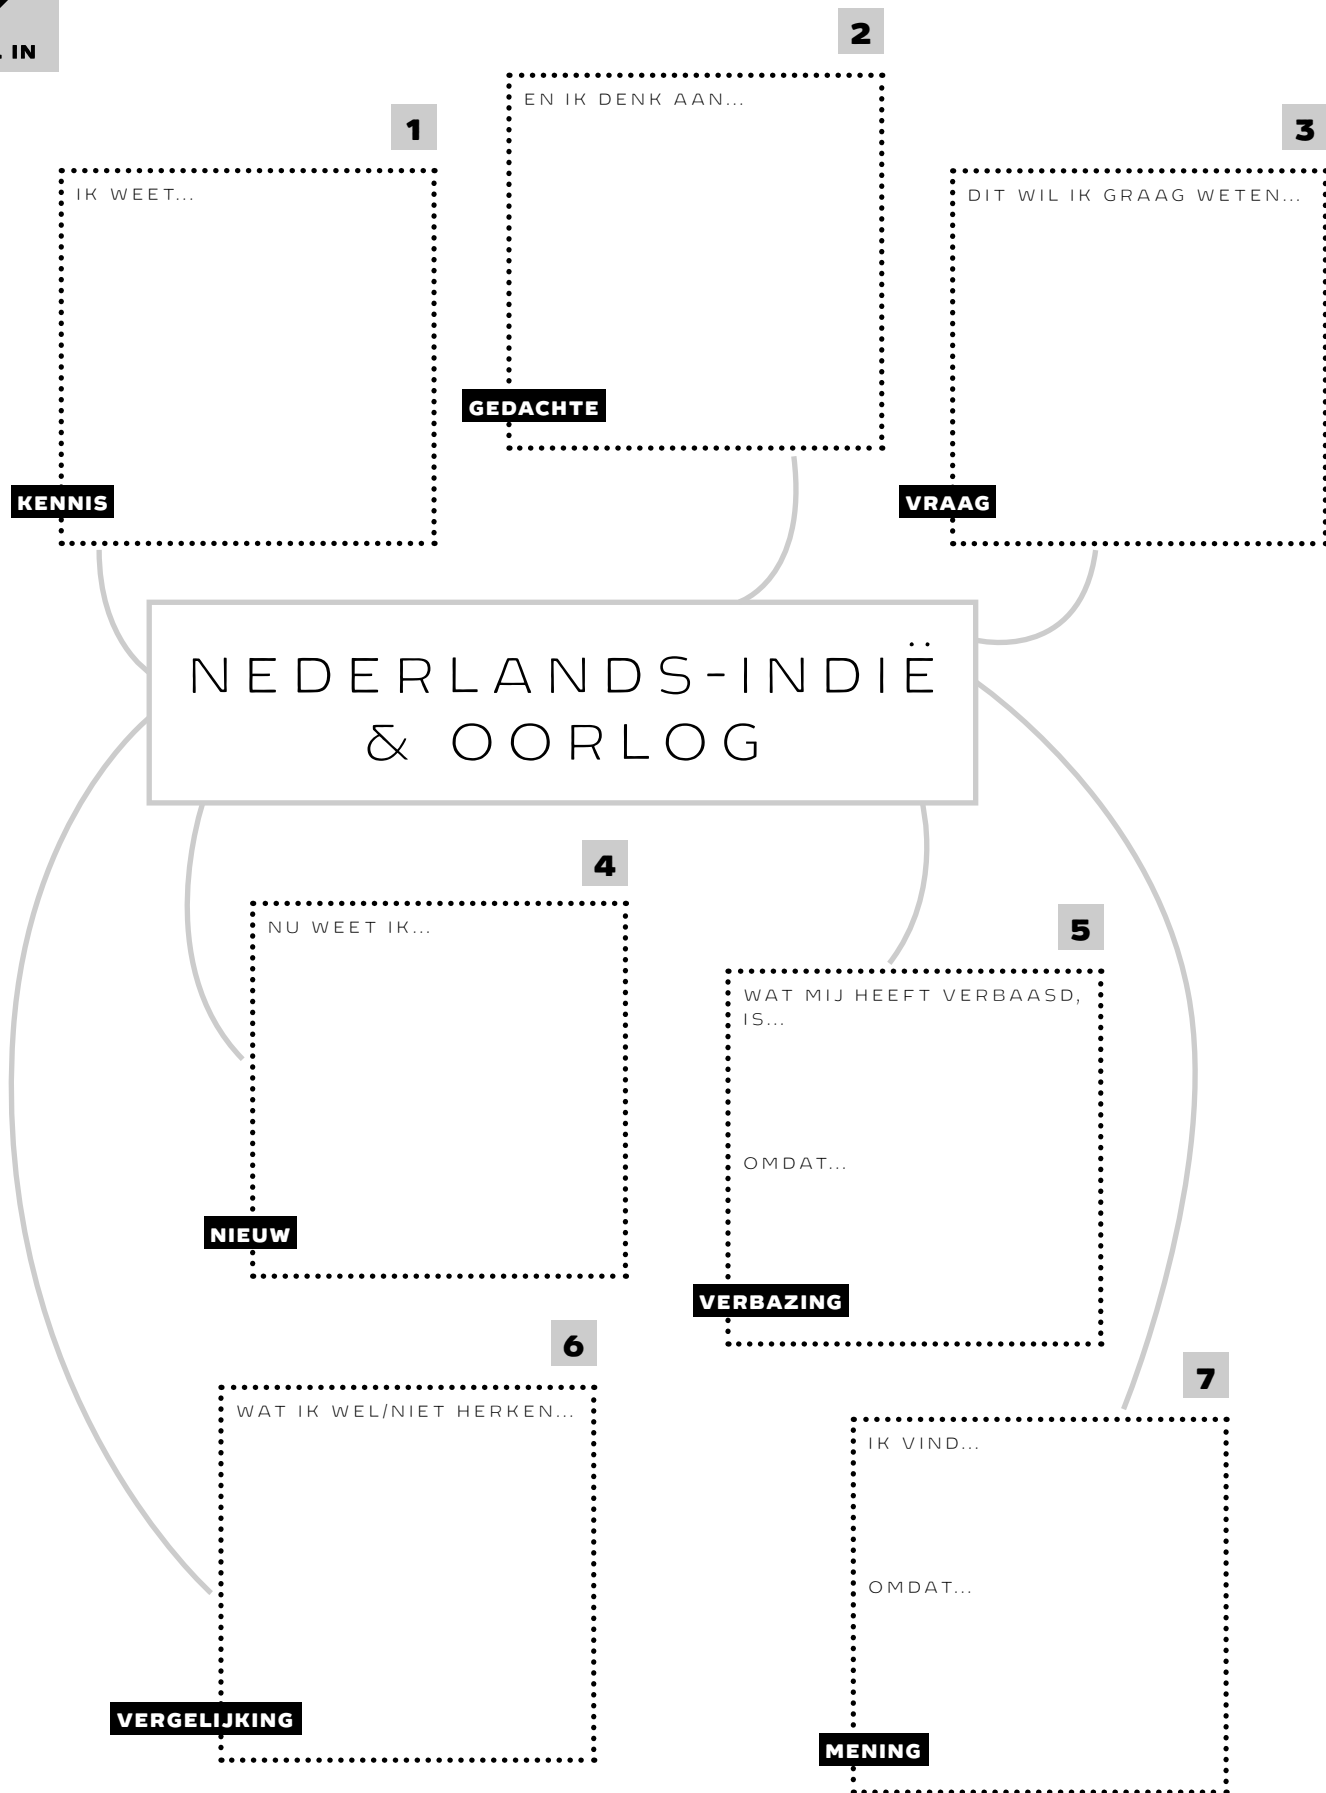 IN
1
IK WEET...
KENNIS
2
EN IK DENK AAN...
GEDACHTE
3
DIT WIL IK GRAAG WETEN...
VRAAG
NEDERLANDS-INDIË
& OORLOG
4
NU WEET IK...
NIEUW
5
WAT MIJ HEEFT VERBAASD,
IS...
OMDAT...
VERBAZING
6
WAT IK WEL/NIET HERKEN...
VERGELIJKING
7
IK VIND...
OMDAT...
MENING